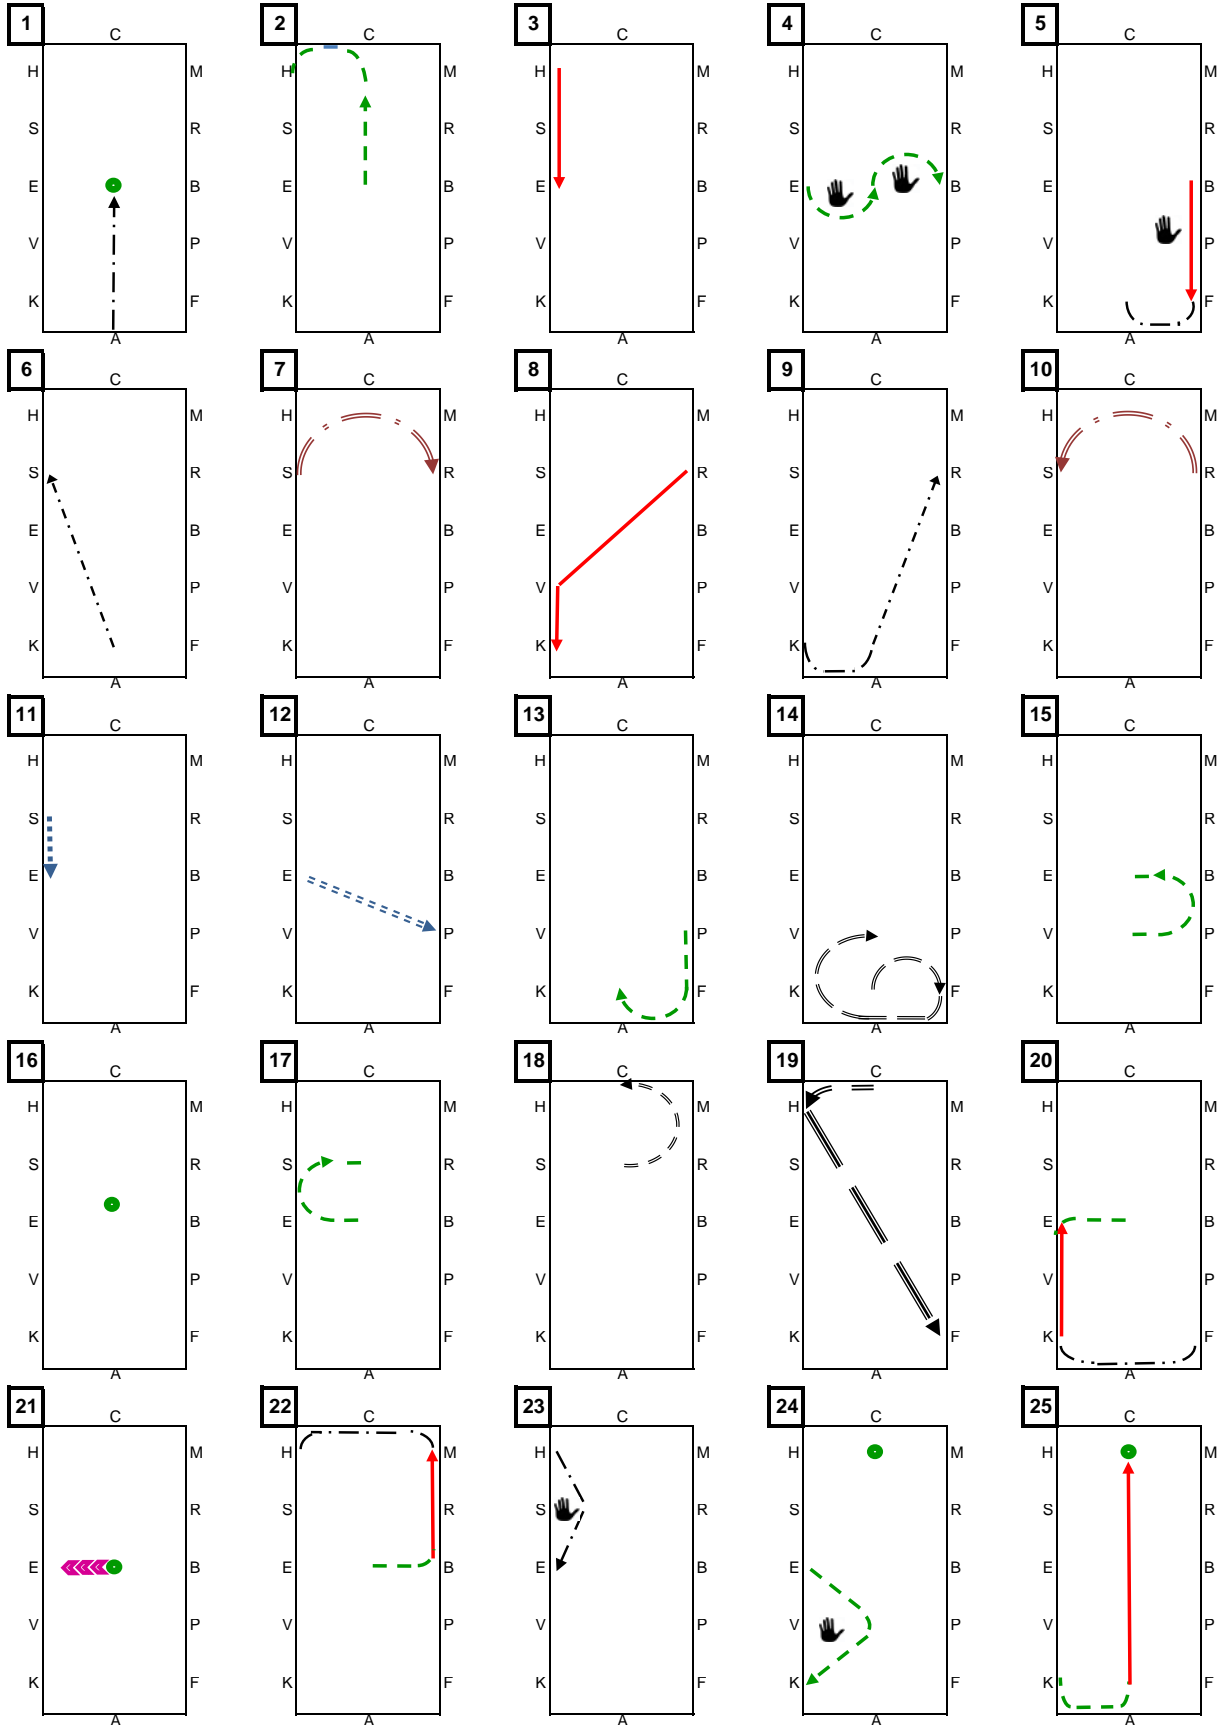 1 2 3 4 5
C C C C C
H M H M H M H M H M
S R S R S R S R S R
E B E B E B E B E B
V P V P V P V P V P
K F K F K F K F K F
A A A A A
6 7 8 9 10
C C C C C
H M H M H M H M H M
S R S R S R S R S R
E B E B E B E B E B
V P V P V P V P V P
K F K F K F K F K F
A A A A A
11 12 13 14 15
C C C C C
H M H M H M H M H M
S R S R S R S R S R
E B E B E B E B E B
V P V P V P V P V P
K F K F K F K F K F
A A A A A
16 17 18 19 20
C C C C C
H M H M H M H M H M
S R S R S R S R S R
E B E B E B E B E B
V P V P V P V P V P
K F K F K F K F K F
A A A A A
21 22 23 24 25
C C C C C
H M H M H M H M H M
S R S R S R S R S R
E B E B E B E B E B
V P V P V P V P V P
K F K F K F K F K F
A A A A A